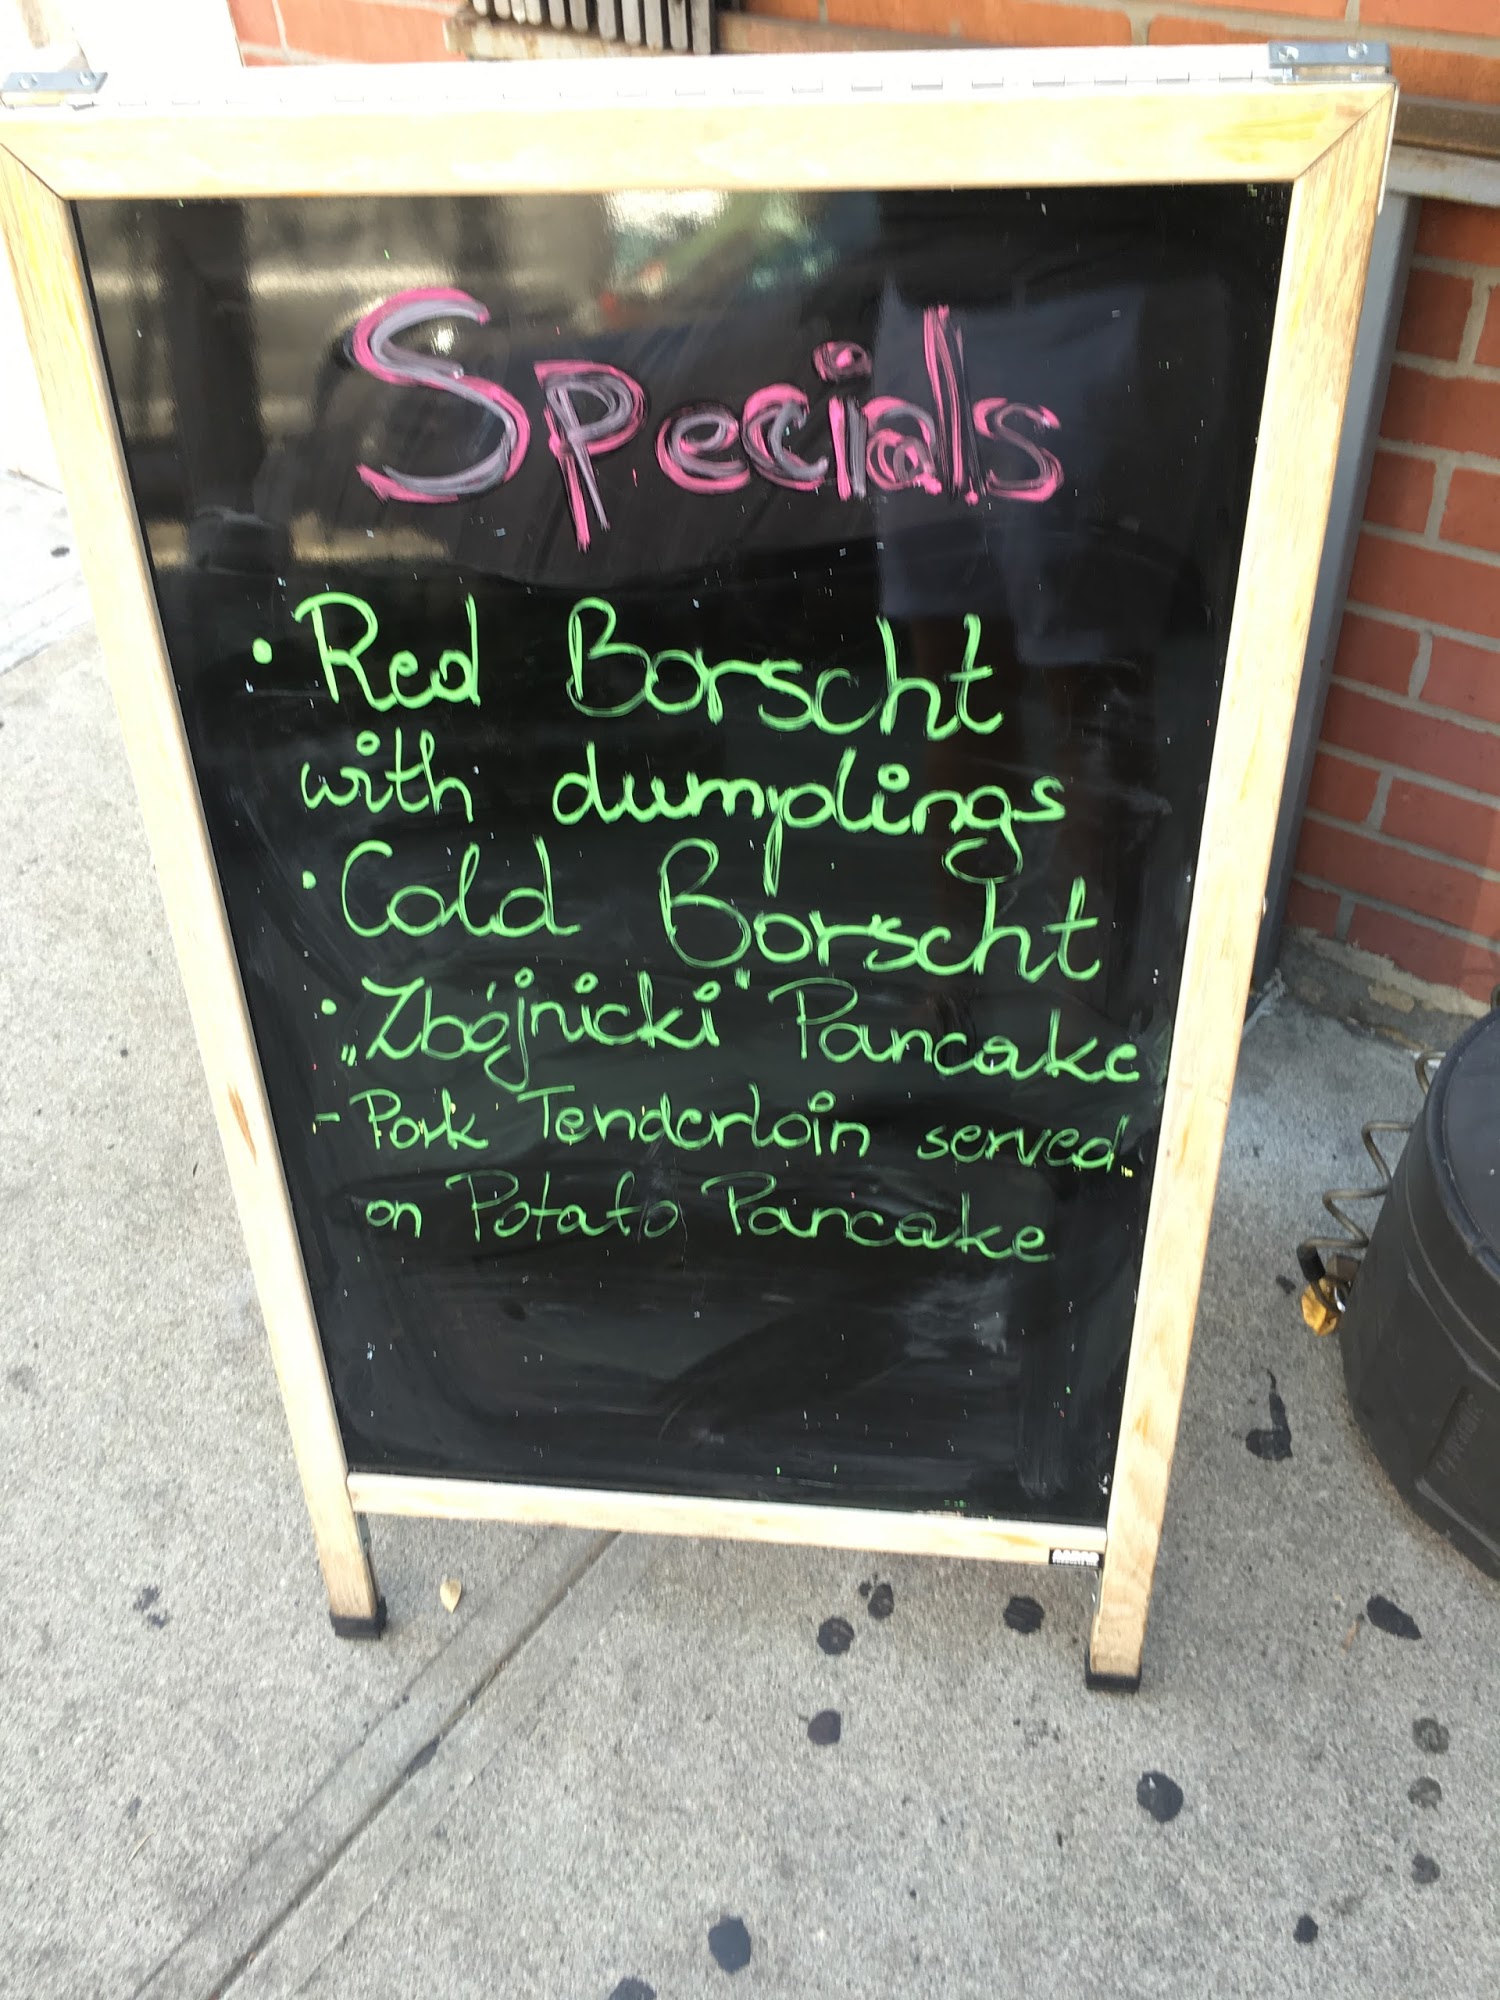 Specials
• Red Borscht
with dumplings
• Cold Borscht
• „Zbójnicki" Pancake
- Pork Tenderloin served
on Potato Pancake